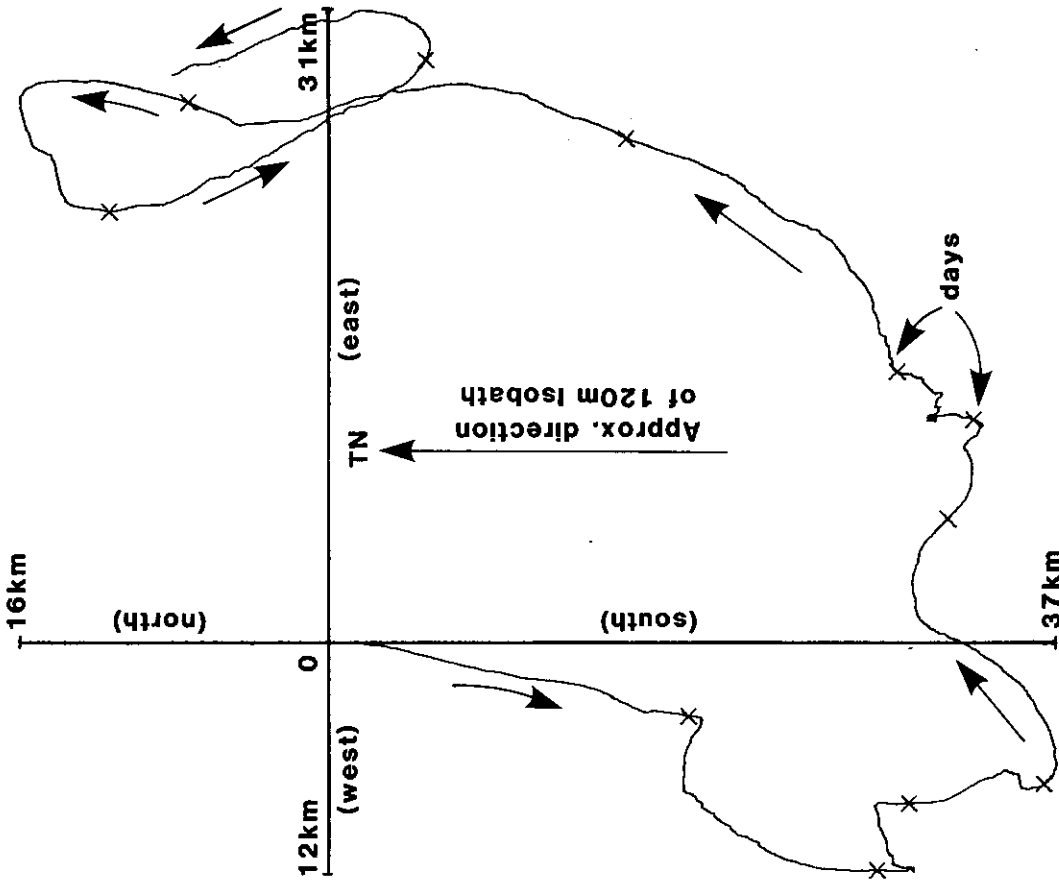 16km
(north)
0
(south)
37km
12km
(west)
(east)
31km
TN
Approx. direction
of 120m Isobath
days